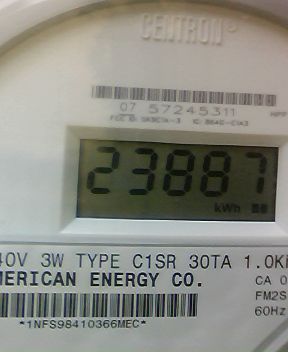 CENTRON®
07 57245311
23887
kWh
40V 3W TYPE C1SR 30TA 1.0K
MERICAN ENERGY CO.
CA 0
FM2S
60Hz
*1NFS98410366MEC*